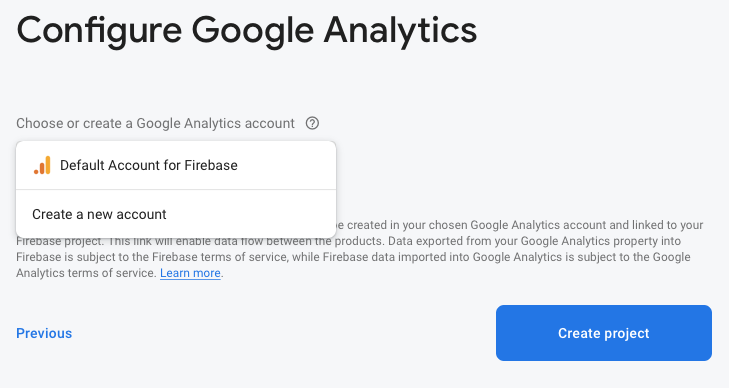 Configure Google Analytics
Choose or create a Google Analytics account
Default Account for Firebase
Create a new account
be created in your chosen Google Analytics account and linked to your
Firebase project. This link will enable data flow between the products. Data exported from your Google Analytics property into
Firebase is subject to the Firebase terms of service, while Firebase data imported into Google Analytics is subject to the Google
Analytics terms of service. Learn more.
Previous
Create project